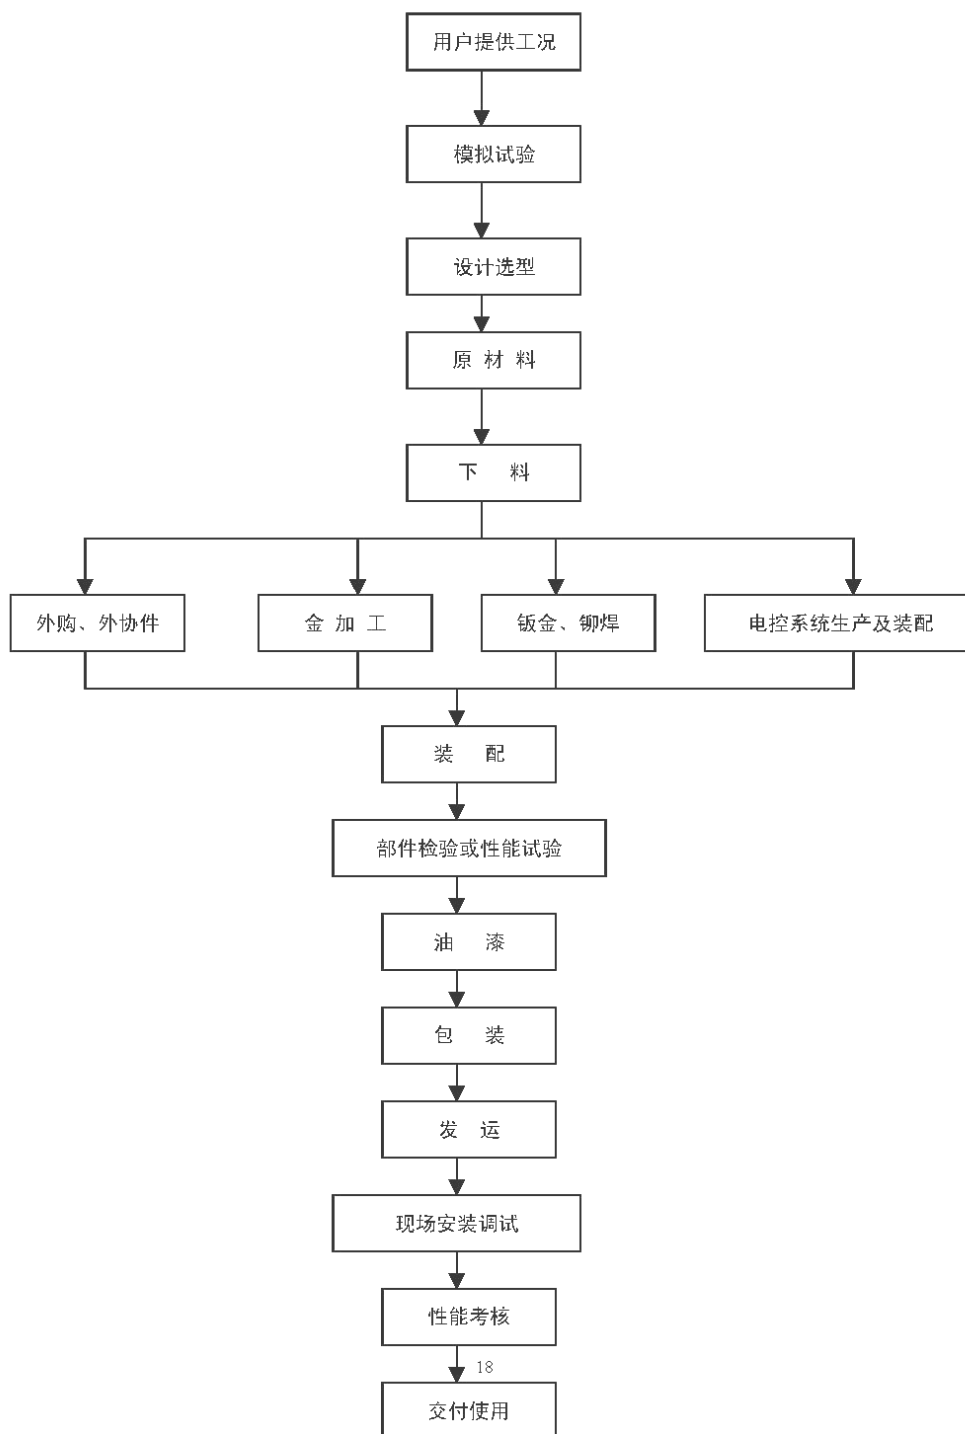 用户提供工况
模拟试验
设计选型
原 材 料
下 料
外购、外协件
金 加 工
钣金、铆焊
电控系统生产及装配
装 配
部件检验或性能试验
油 漆
包 装
发 运
现场安装调试
性能考核
18
交付使用